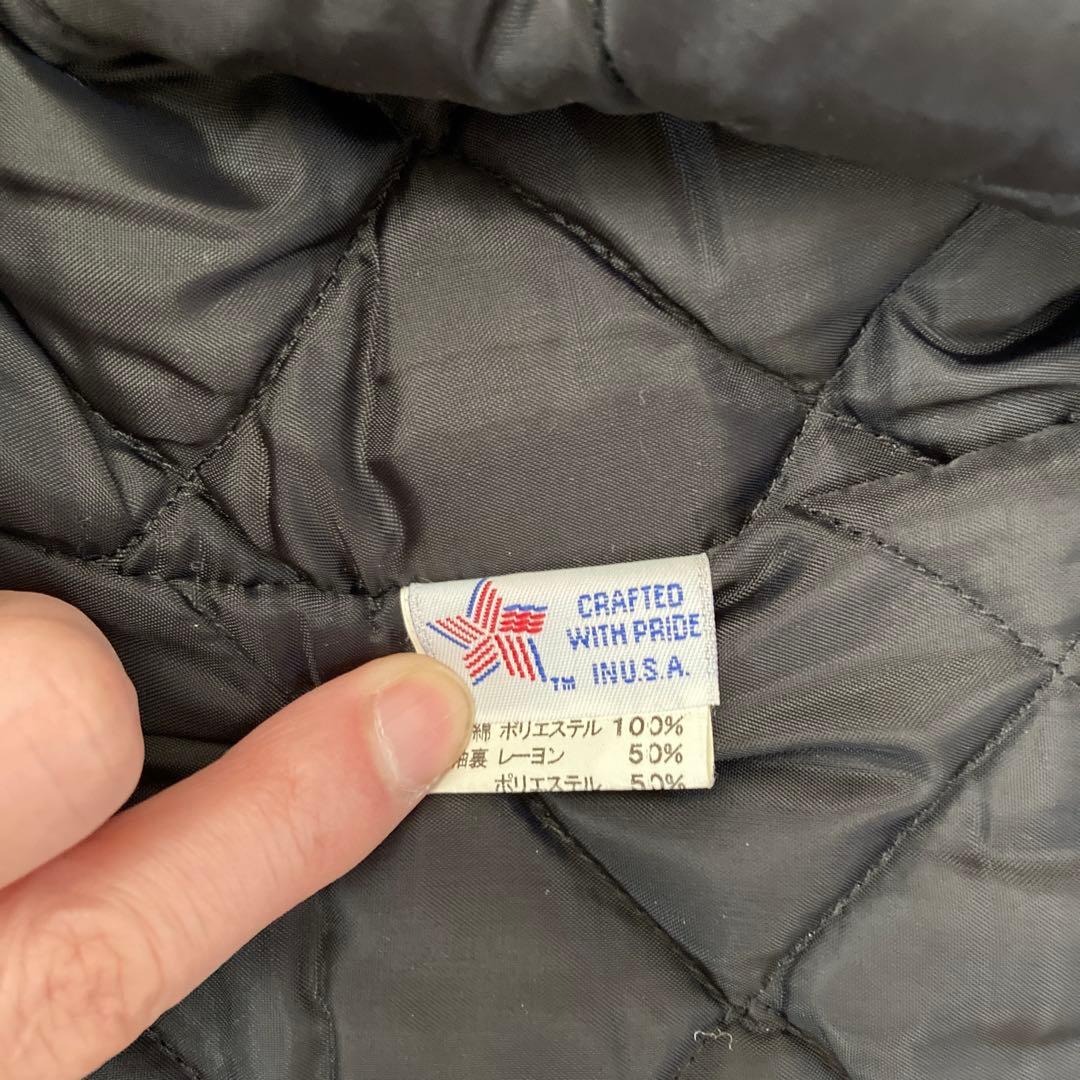 CRAFTED
WITH PRIDE
IN U.S.A.
TM
綿 ポリエステル 100%
袖裏 レーヨン 50%
ポリエステル 50%